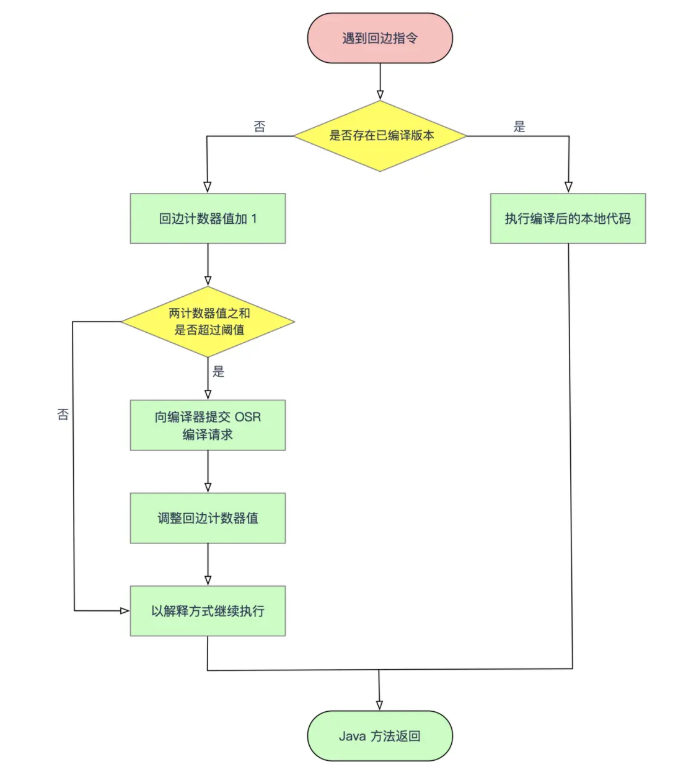 遇到回边指令
是否存在已编译版本
否
是
回边计数器值加 1
执行编译后的本地代码
两计数器值之和
是否超过阈值
是
否
向编译器提交 OSR
编译请求
调整回边计数器值
以解释方式继续执行
Java 方法返回